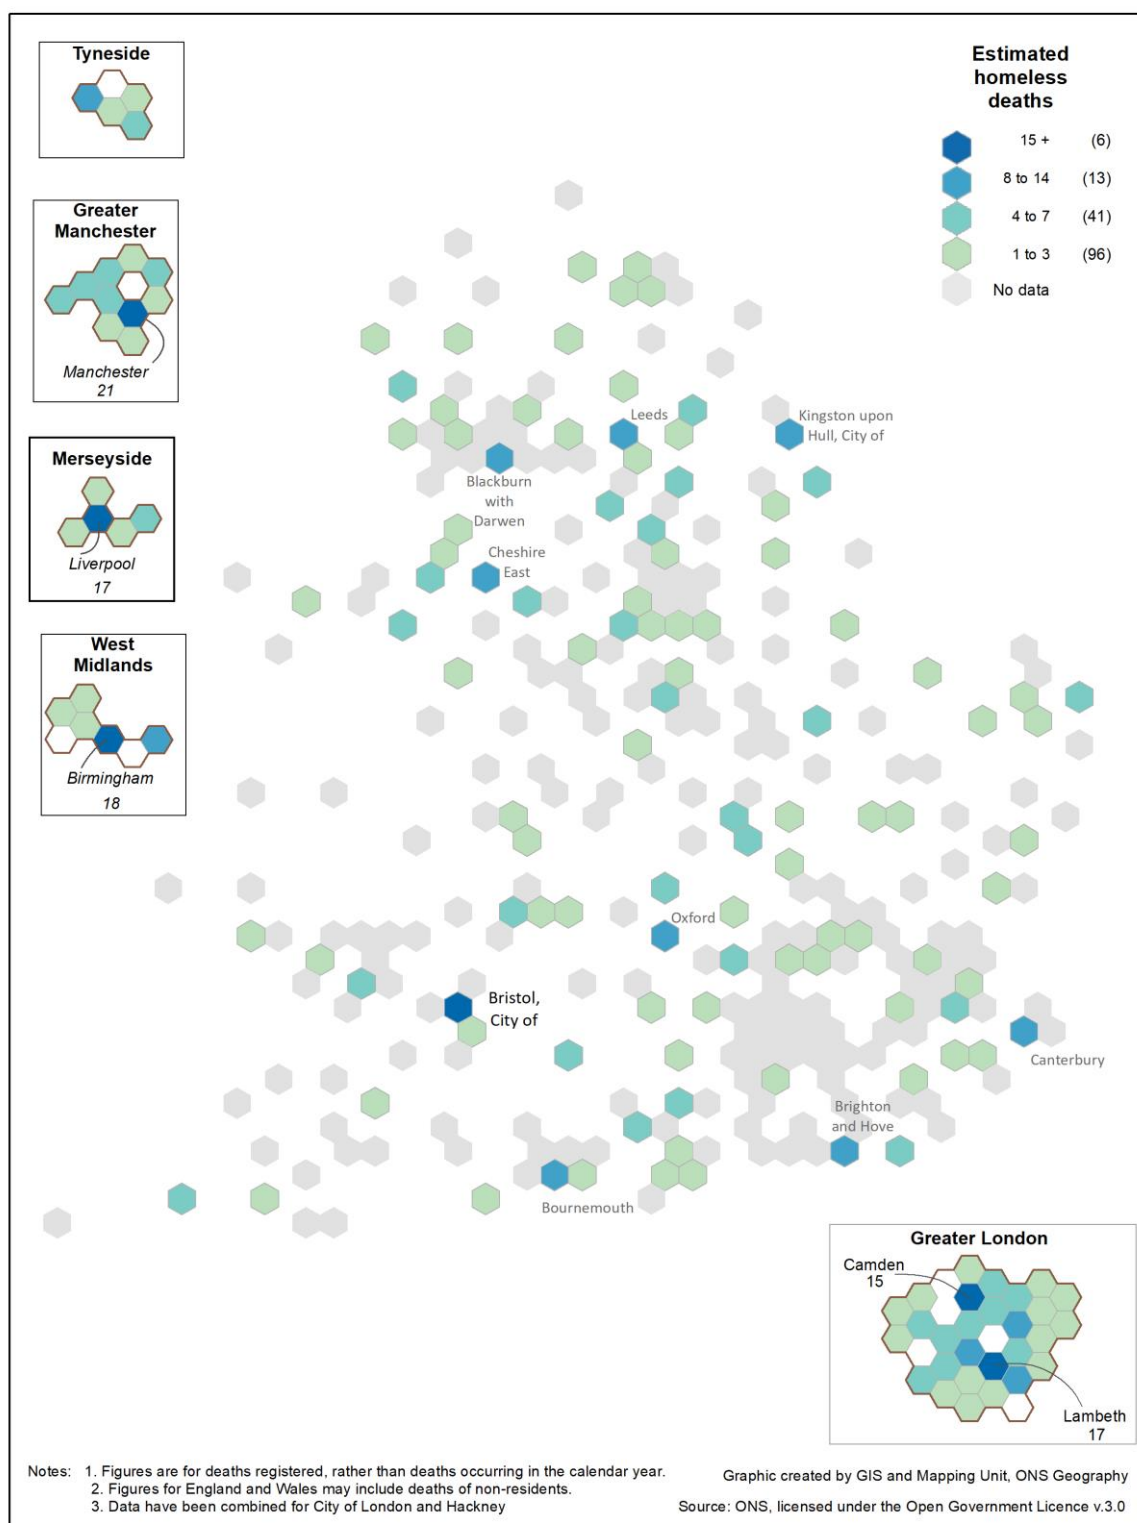 Tyneside
Estimated
homeless
deaths
15 + (6)
8 to 14 (13)
4 to 7 (41)
1 to 3 (96)
No data
Greater
Manchester
Manchester
21
Leeds
Kingston upon
Hull, City of
Blackburn
with
Darwen
Merseyside
Liverpool
17
Cheshire
East
West
Midlands
Birmingham
18
Oxford
Bristol,
City of
Canterbury
Brighton
and Hove
Bournemouth
Greater London
Camden
15
Lambeth
17
Notes: 1. Figures are for deaths registered, rather than deaths occurring in the calendar year.
2. Figures for England and Wales may include deaths of non-residents.
3. Data have been combined for City of London and Hackney
Graphic created by GIS and Mapping Unit, ONS Geography
Source: ONS, licensed under the Open Government Licence v.3.0